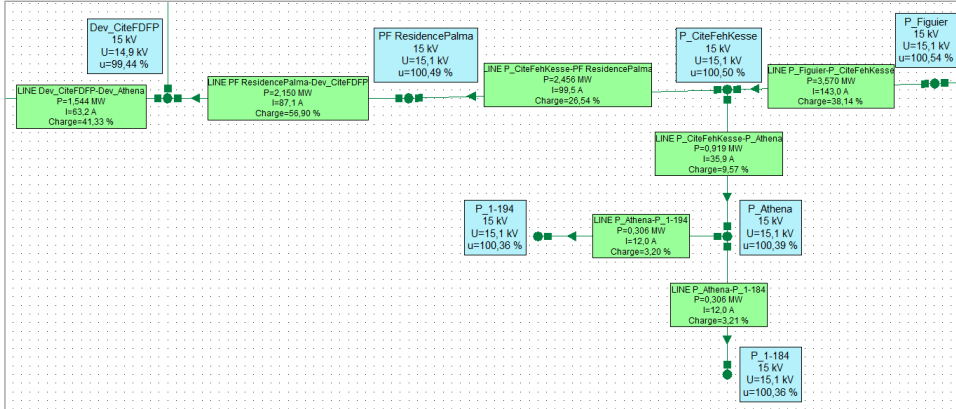 Dev_CiteFDFP
15 kV
U=14,9 kV
u=99,44 %
PF ResidencePalma
15 kV
U=15,1 kV
u=100,49 %
P_CiteFehKesse
15 kV
U=15,1 kV
u=100,50 %
P_Figuier
15 kV
U=15,1 kV
u=100,54 %
LINE Dev_CiteFDFP-Dev_Athena
P=1,544 MW
I=63,2 A
Charge=41,33 %
LINE PF ResidencePalma-Dev_CiteFDFP
P=2,150 MW
I=87,1 A
Charge=56,90 %
LINE P_CiteFehKesse-PF ResidencePalma
P=2,456 MW
I=99,5 A
Charge=26,54 %
LINE P_Figuier-P_CiteFehKesse
P=3,570 MW
I=143,0 A
Charge=38,14 %
LINE P_CiteFehKesse-P_Athena
P=0,919 MW
I=35,9 A
Charge=9,57 %
P_1-194
15 kV
U=15,1 kV
u=100,36 %
LINE P_Athena-P_1-194
P=0,306 MW
I=12,0 A
Charge=3,20 %
P_Athena
15 kV
U=15,1 kV
u=100,39 %
LINE P_Athena-P_1-184
P=0,306 MW
I=12,0 A
Charge=3,21 %
P_1-184
15 kV
U=15,1 kV
u=100,36 %